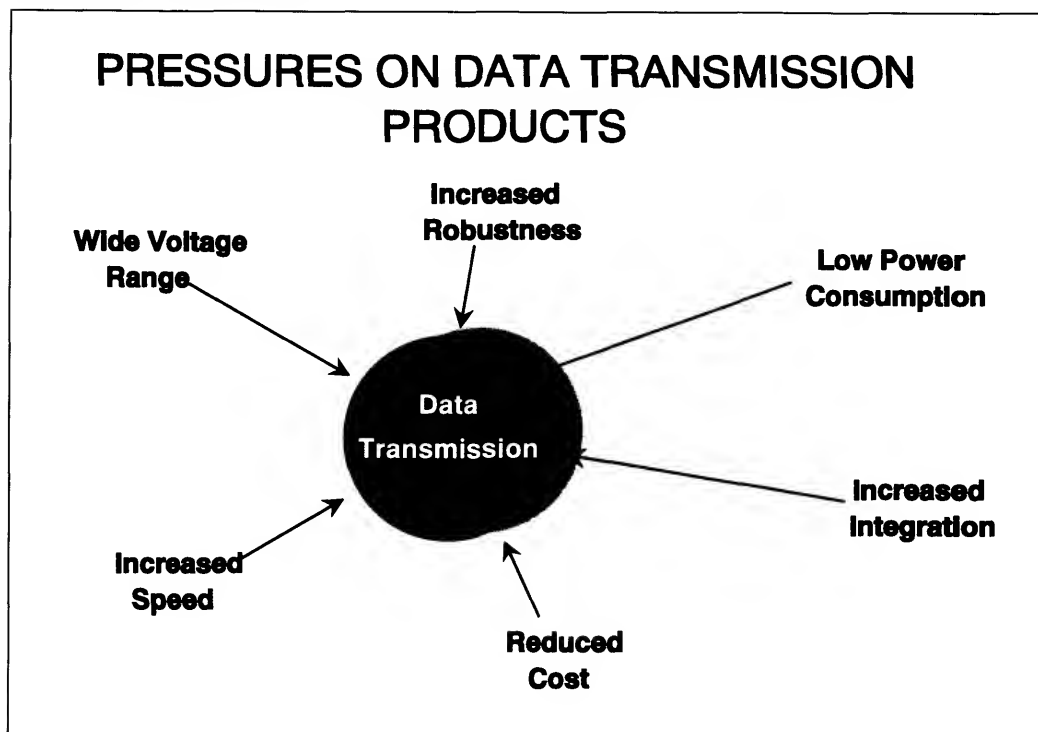 PRESSURES ON DATA TRANSMISSION
PRODUCTS
Increased
Robustness
Wide Voltage
Range
Low Power
Consumption
Data
Transmission
Increased
Integration
Increased
Speed
Reduced
Cost